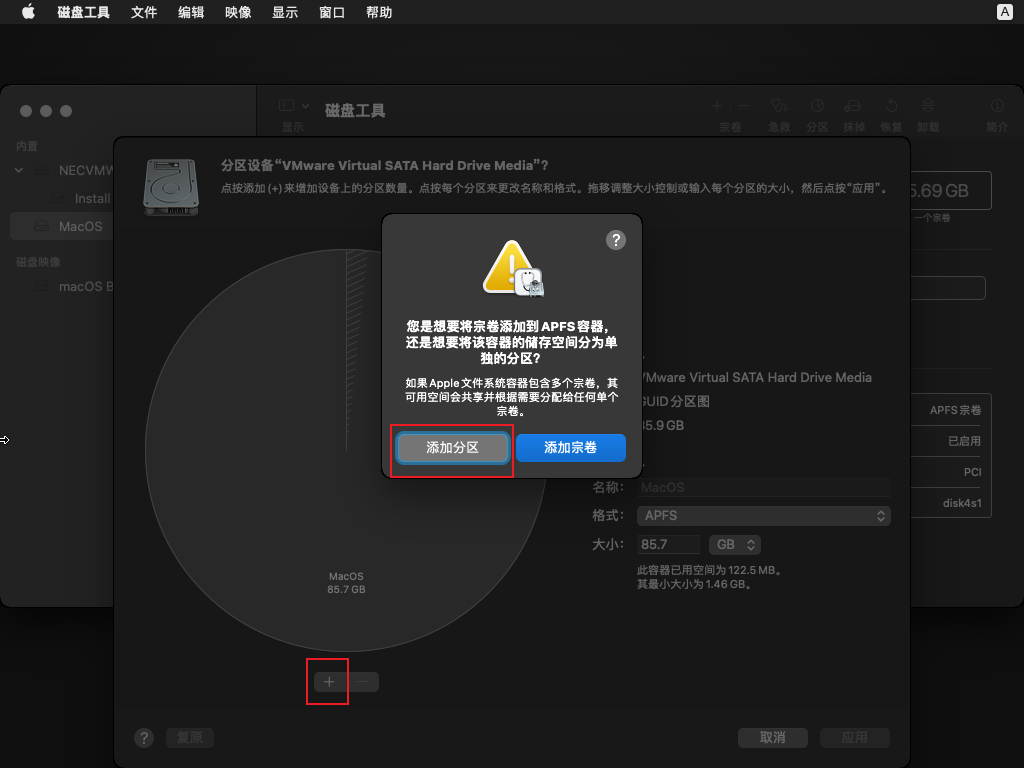 磁盘工具 文件 编辑 映像 显示 窗口 帮助 A
磁盘工具
显示 宗卷 急救 分区 抹掉 恢复 卸载 简介
内置
NECVMW
Install
MacOS
磁盘映像
macOS B
分区设备“VMware Virtual SATA Hard Drive Media”?
点按添加 (+) 来增加设备上的分区数量。点按每个分区来更改名称和格式。拖移调整大小控制或输入每个分区的大小，然后点按“应用”。
5.69 GB
一个宗卷
?
您是想要将宗卷添加到 APFS 容器，
还是想要将该容器的储存空间分为单
独的分区？
如果 Apple 文件系统容器包含多个宗卷，其
可用空间会共享并根据需要分配给任何单个
宗卷。
添加分区 添加宗卷
VMware Virtual SATA Hard Drive Media
GUID 分区图
85.9 GB
APFS 宗卷
已启用
PCI
disk4s1
名称： MacOS
格式： APFS
大小： 85.7 GB
此容器已用空间为 122.5 MB。
其最小大小为 1.46 GB。
MacOS
85.7 GB
+ −
? 复原 取消 应用